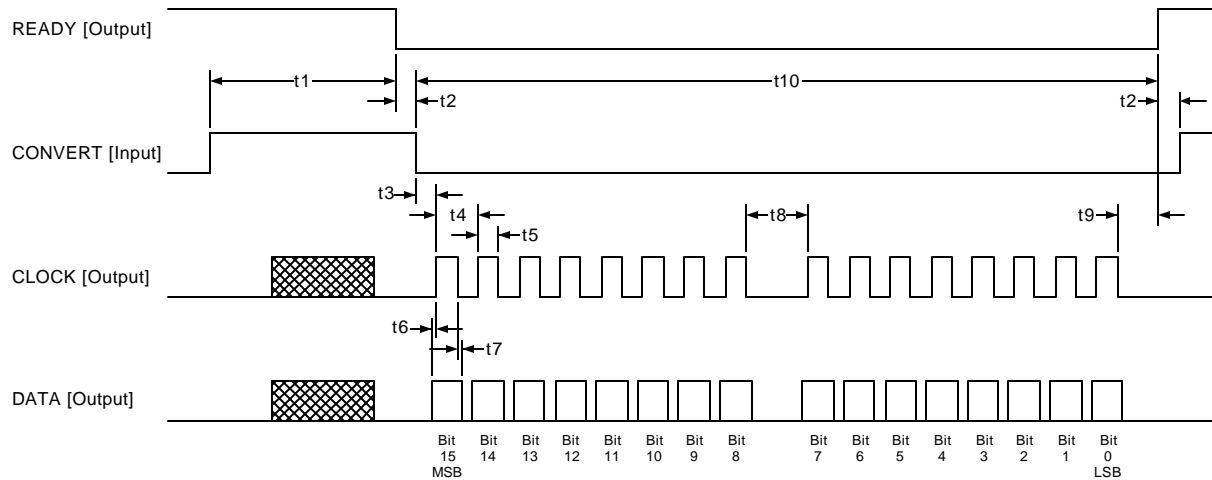 READY [Output]
t1
t10
t2
t2
CONVERT [Input]
t3
t4
t8
t9
t5
CLOCK [Output]
t6
t7
DATA [Output]
Bit 15 MSB
Bit 14
Bit 13
Bit 12
Bit 11
Bit 10
Bit 9
Bit 8
Bit 7
Bit 6
Bit 5
Bit 4
Bit 3
Bit 2
Bit 1
Bit 0 LSB